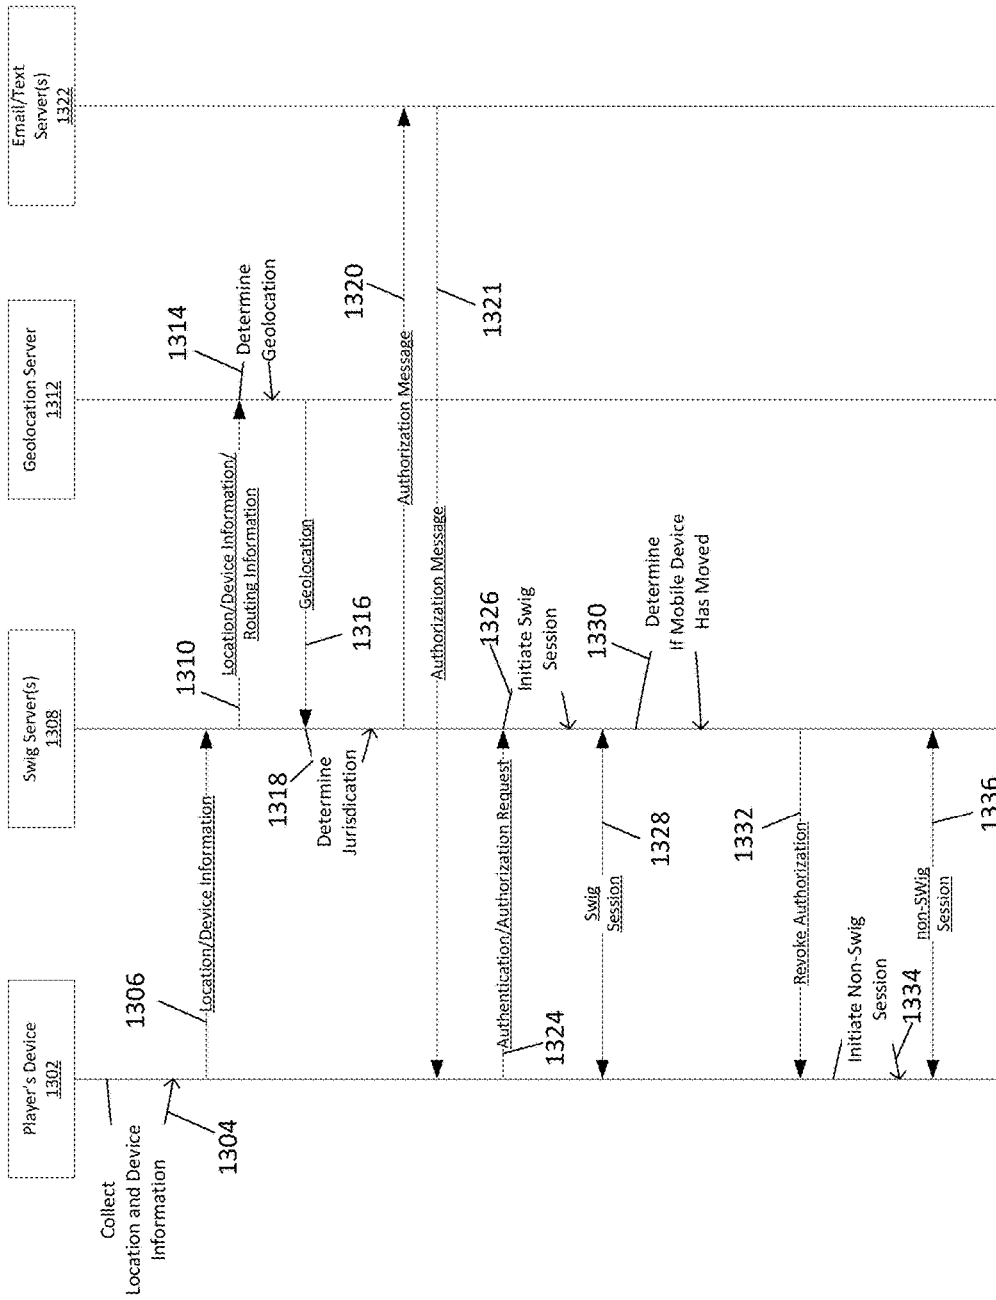 Player's Device
1302
Swig Server(s)
1308
Geolocation Server
1312
Email/Text
Server(s)
1322
Collect
Location and Device
Information
1304
1306
Location/Device Information
1310
Location/Device Information/
Routing Information
1314
Determine
Geolocation
Geolocation
1316
1318
Determine
Jurisdication
1320
Authorization Message
Authorization Message
1321
Authentication/Authorization Request
1324
1326
Initiate Swig
Session
Swig
Session
1328
1330
Determine
If Mobile Device
Has Moved
1332
Revoke Authorization
Initiate Non-Swig
Session
1334
non-SWig
Session
1336